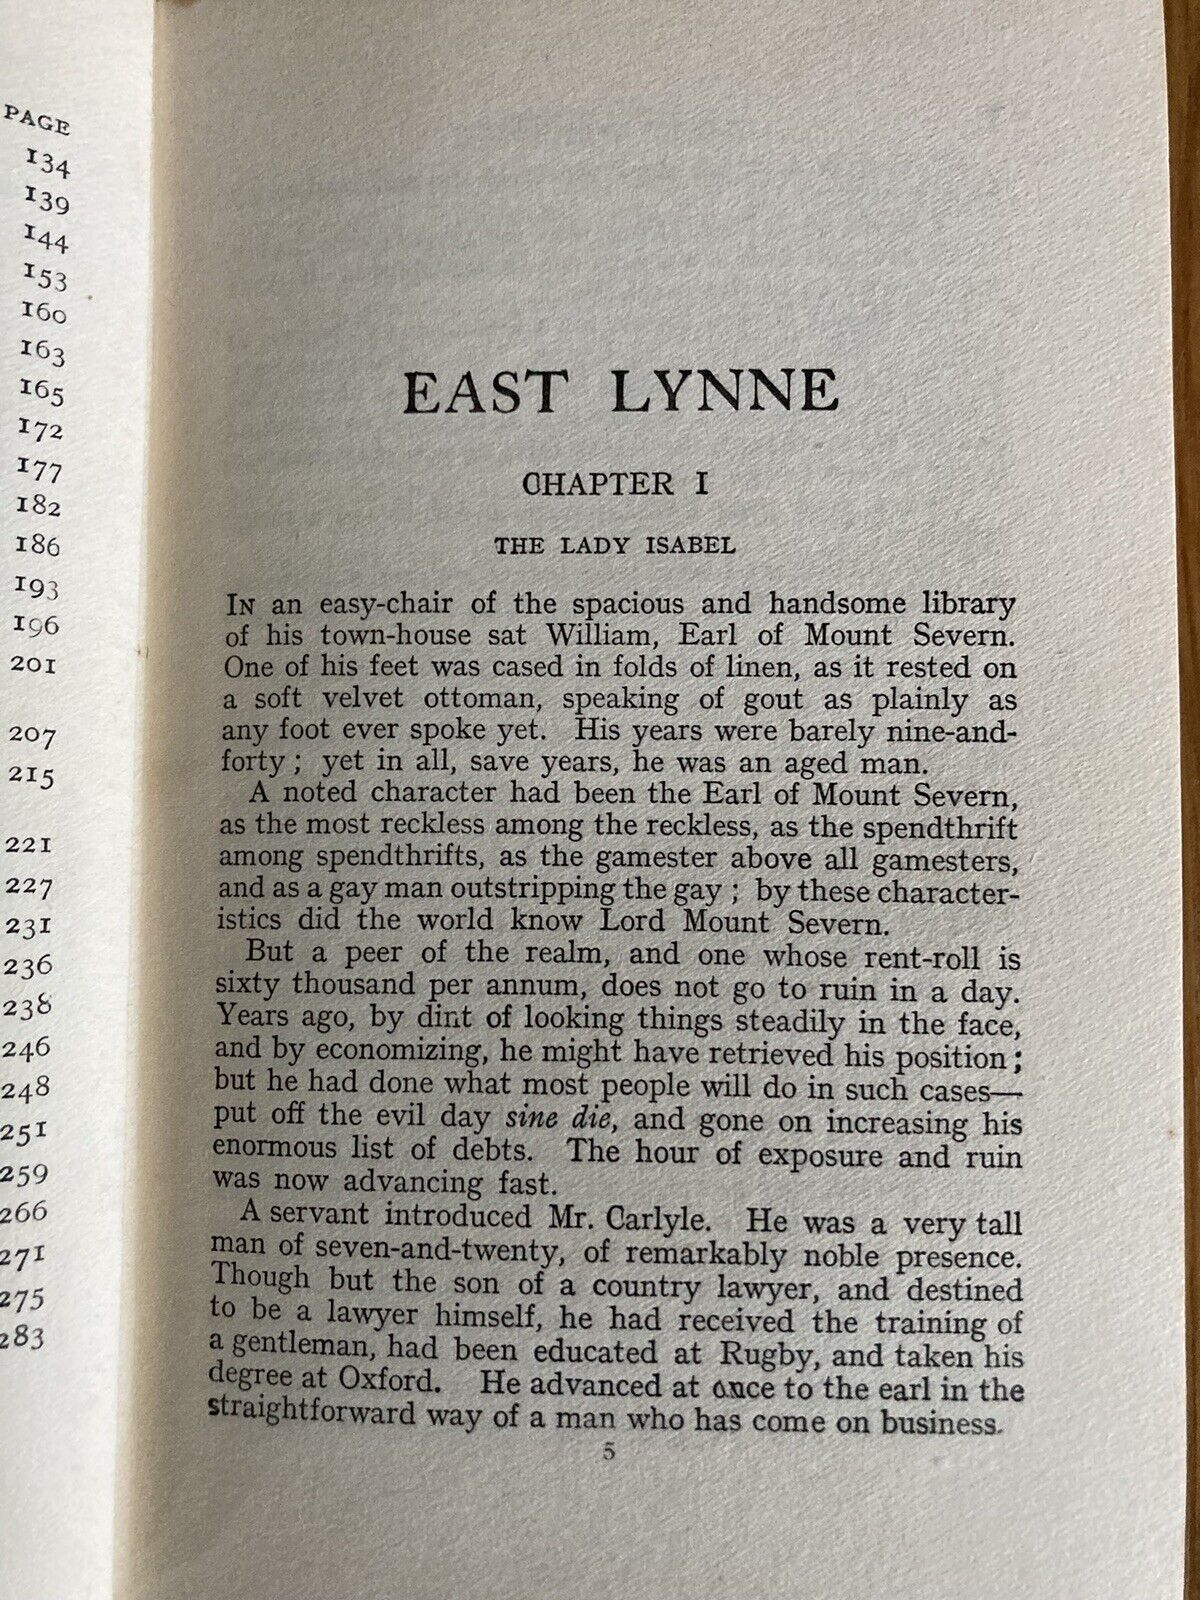 PAGE
134
139
144
153
160
163
165
172
177
182
186
193
196
201
207
215
221
227
231
236
238
246
248
251
259
266
271
275
283
EAST LYNNE
CHAPTER I
THE LADY ISABEL
IN an easy-chair of the spacious and handsome library
of his town-house sat William, Earl of Mount Severn.
One of his feet was cased in folds of linen, as it rested on
a soft velvet ottoman, speaking of gout as plainly as
any foot ever spoke yet. His years were barely nine-and-
forty; yet in all, save years, he was an aged man.
A noted character had been the Earl of Mount Severn,
as the most reckless among the reckless, as the spendthrift
among spendthrifts, as the gamester above all gamesters,
and as a gay man outstripping the gay; by these character-
istics did the world know Lord Mount Severn.
But a peer of the realm, and one whose rent-roll is
sixty thousand per annum, does not go to ruin in a day.
Years ago, by dint of looking things steadily in the face,
and by economizing, he might have retrieved his position;
but he had done what most people will do in such cases—
put off the evil day sine die, and gone on increasing his
enormous list of debts. The hour of exposure and ruin
was now advancing fast.
A servant introduced Mr. Carlyle. He was a very tall
man of seven-and-twenty, of remarkably noble presence.
Though but the son of a country lawyer, and destined
to be a lawyer himself, he had received the training of
a gentleman, had been educated at Rugby, and taken his
degree at Oxford. He advanced at once to the earl in the
straightforward way of a man who has come on business.
5